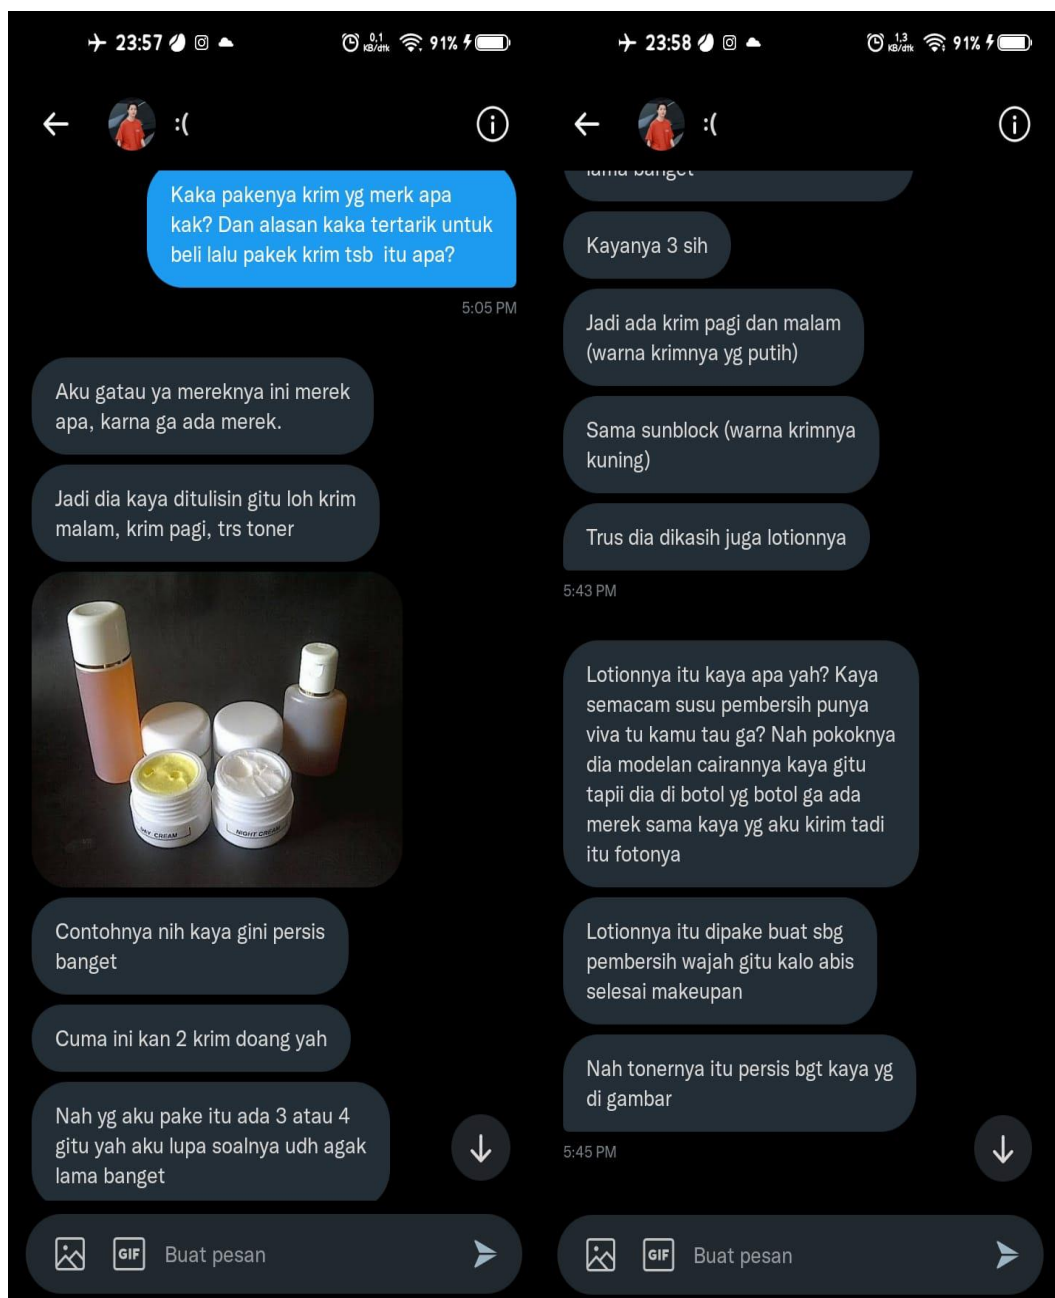 23:57
0,1
KB/dtk
91%
:(
Kaka pakenya krim yg merk apa
kak? Dan alasan kaka tertarik untuk
beli lalu pakek krim tsb itu apa?
5:05 PM
Aku gatau ya mereknya ini merek
apa, karna ga ada merek.
Jadi dia kaya ditulisin gitu loh krim
malam, krim pagi, trs toner
DAY CREAM
NIGHT CREAM
Contohnya nih kaya gini persis
banget
Cuma ini kan 2 krim doang yah
Nah yg aku pake itu ada 3 atau 4
gitu yah aku lupa soalnya udh agak
lama banget
GIF
Buat pesan
23:58
1,3
KB/dtk
91%
:(
lama banget
Kayanya 3 sih
Jadi ada krim pagi dan malam
(warna krimnya yg putih)
Sama sunblock (warna krimnya
kuning)
Trus dia dikasih juga lotionnya
5:43 PM
Lotionnya itu kaya apa yah? Kaya
semacam susu pembersih punya
viva tu kamu tau ga? Nah pokoknya
dia modelan cairannya kaya gitu
tapii dia di botol yg botol ga ada
merek sama kaya yg aku kirim tadi
itu fotonya
Lotionnya itu dipake buat sbg
pembersih wajah gitu kalo abis
selesai makeupan
Nah tonernya itu persis bgt kaya yg
di gambar
5:45 PM
GIF
Buat pesan